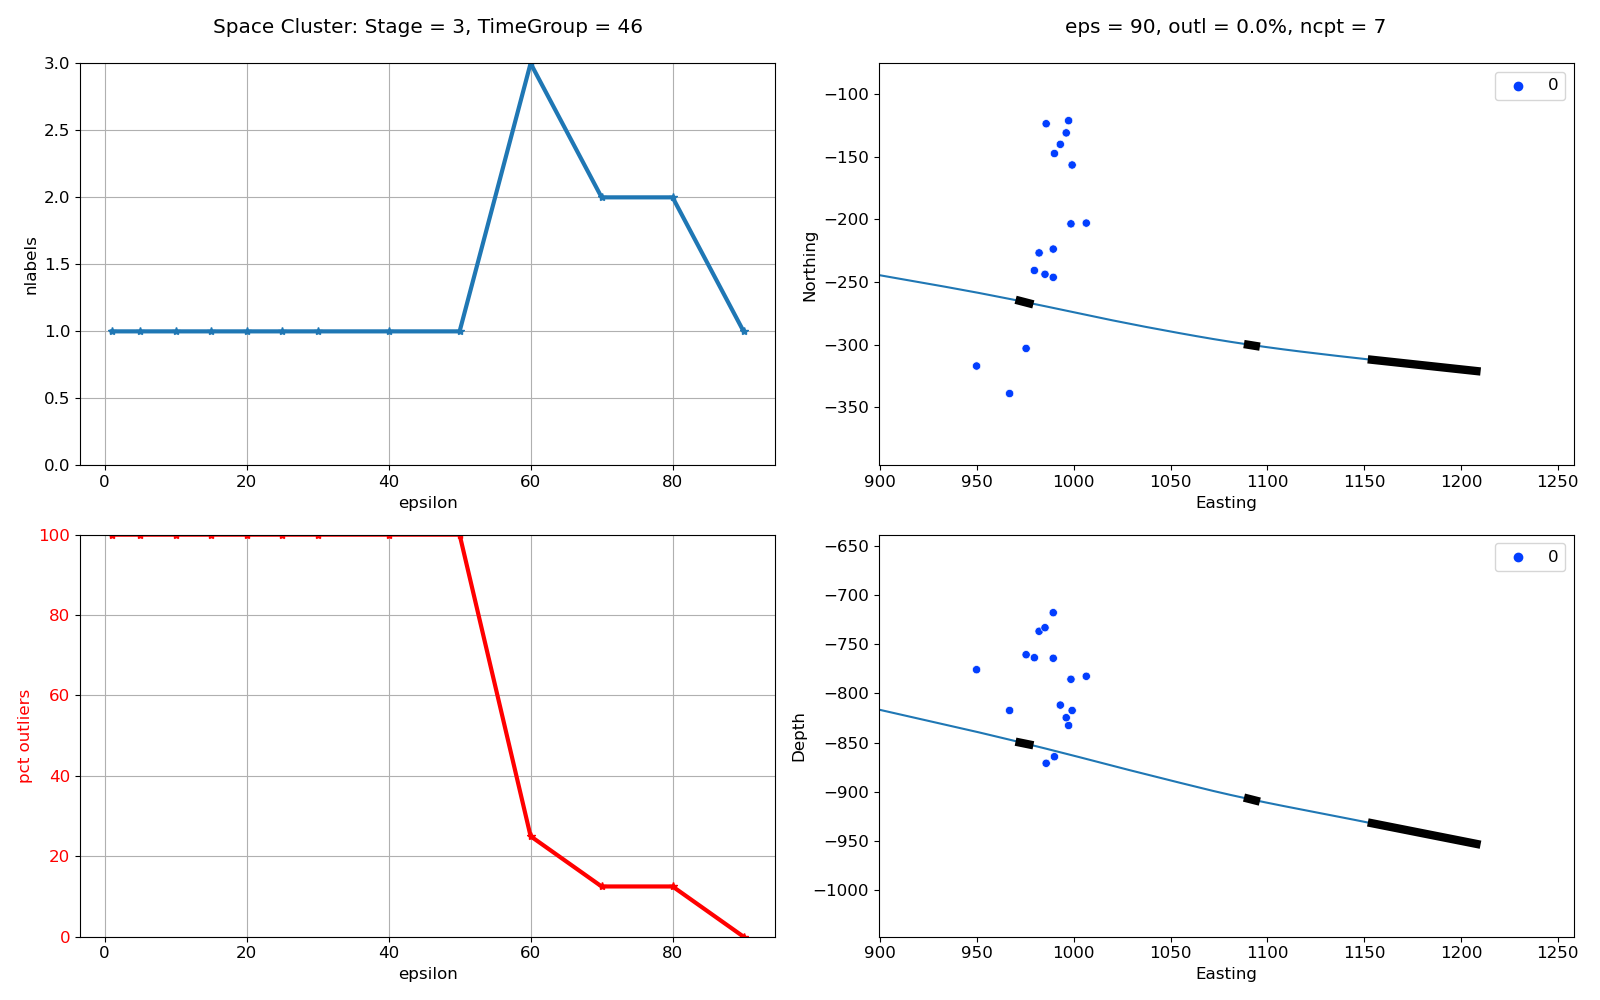 Space Cluster: Stage = 3, TimeGroup = 46
3.0
2.5
2.0
1.5
1.0
0.5
0.0
nlabels
0 20 40 60 80
epsilon
eps = 90, outl = 0.0%, ncpt = 7
0
−100
−150
−200
−250
−300
−350
Northing
900 950 1000 1050 1100 1150 1200 1250
Easting
100
80
60
40
20
0
pct outliers
0 20 40 60 80
epsilon
0
−650
−700
−750
−800
−850
−900
−950
−1000
Depth
900 950 1000 1050 1100 1150 1200 1250
Easting